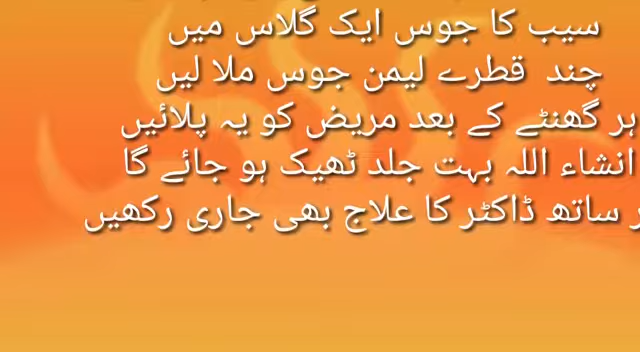 سیب کا جوس ایک گلاس میں
چند قطرے لیمن جوس ملا لیں
ہر گھنٹے کے بعد مریض کو یہ پلائیں
انشاء اللہ بہت جلد ٹھیک ہو جائے گا
ساتھ ڈاکٹر کا علاج بھی جاری رکھیں